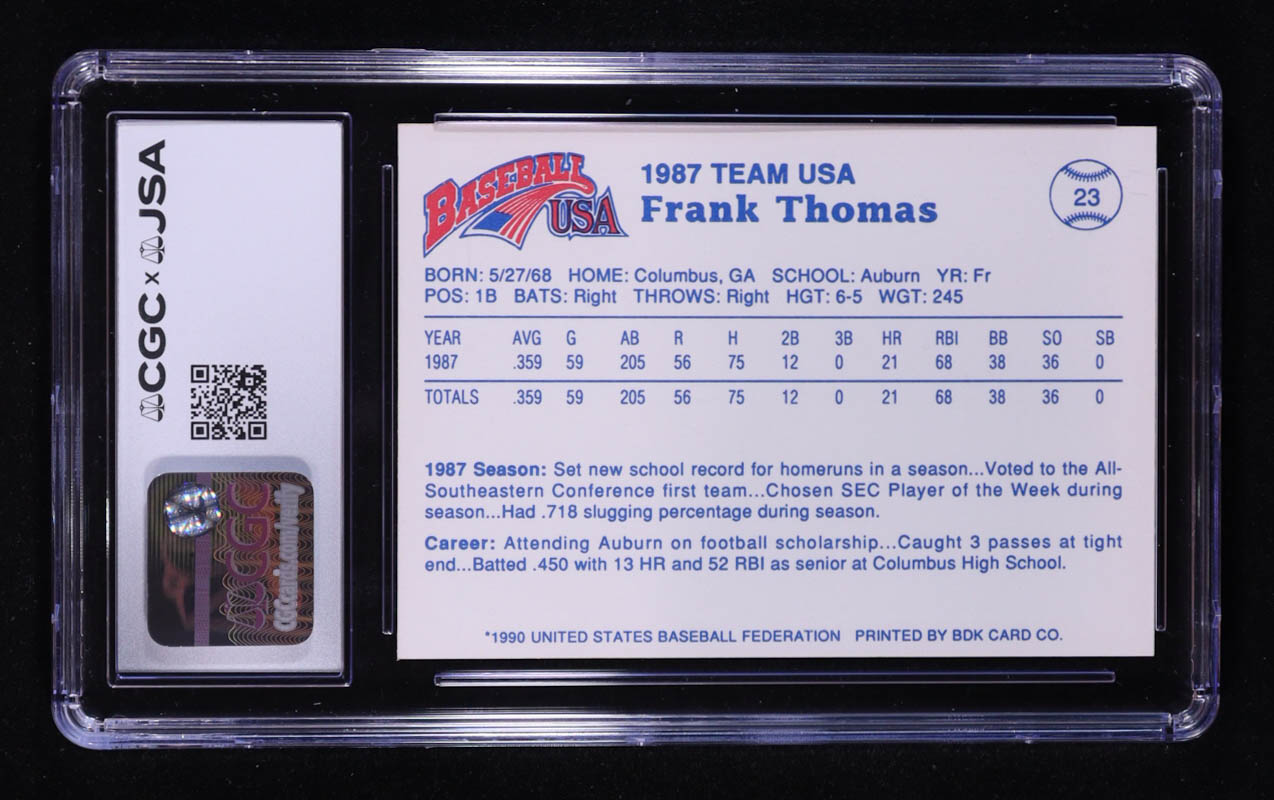 CGC x JSA
CGC
CGCcards.com/verify
BASEBALL
USA
1987 TEAM USA
Frank Thomas
23
BORN: 5/27/68 HOME: Columbus, GA SCHOOL: Auburn YR: Fr
POS: 1B BATS: Right THROWS: Right HGT: 6-5 WGT: 245
YEAR AVG G AB R H 2B 3B HR RBI BB SO SB
1987 .359 59 205 56 75 12 0 21 68 38 36 0
TOTALS .359 59 205 56 75 12 0 21 68 38 36 0
1987 Season: Set new school record for homeruns in a season...Voted to the All-
Southeastern Conference first team...Chosen SEC Player of the Week during
season...Had .718 slugging percentage during season.
Career: Attending Auburn on football scholarship...Caught 3 passes at tight
end...Batted .450 with 13 HR and 52 RBI as senior at Columbus High School.
*1990 UNITED STATES BASEBALL FEDERATION PRINTED BY BDK CARD CO.